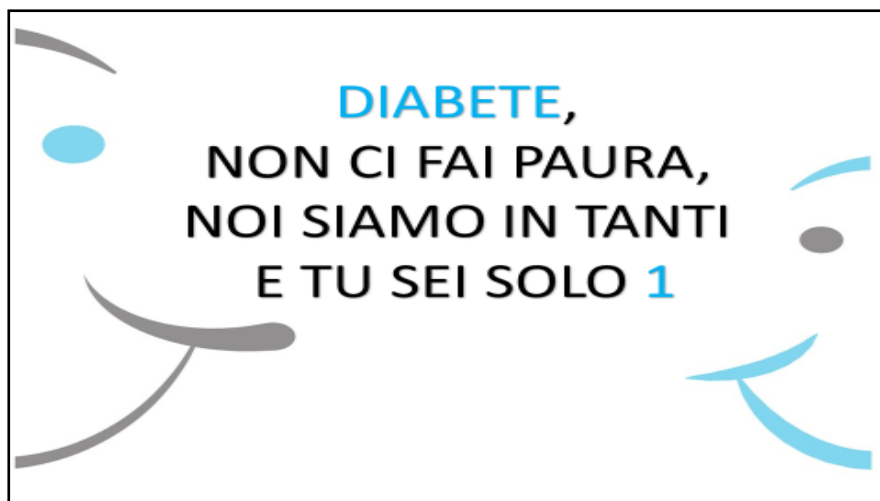 DIABETE,
NON CI FAI PAURA,
NOI SIAMO IN TANTI
E TU SEI SOLO 1